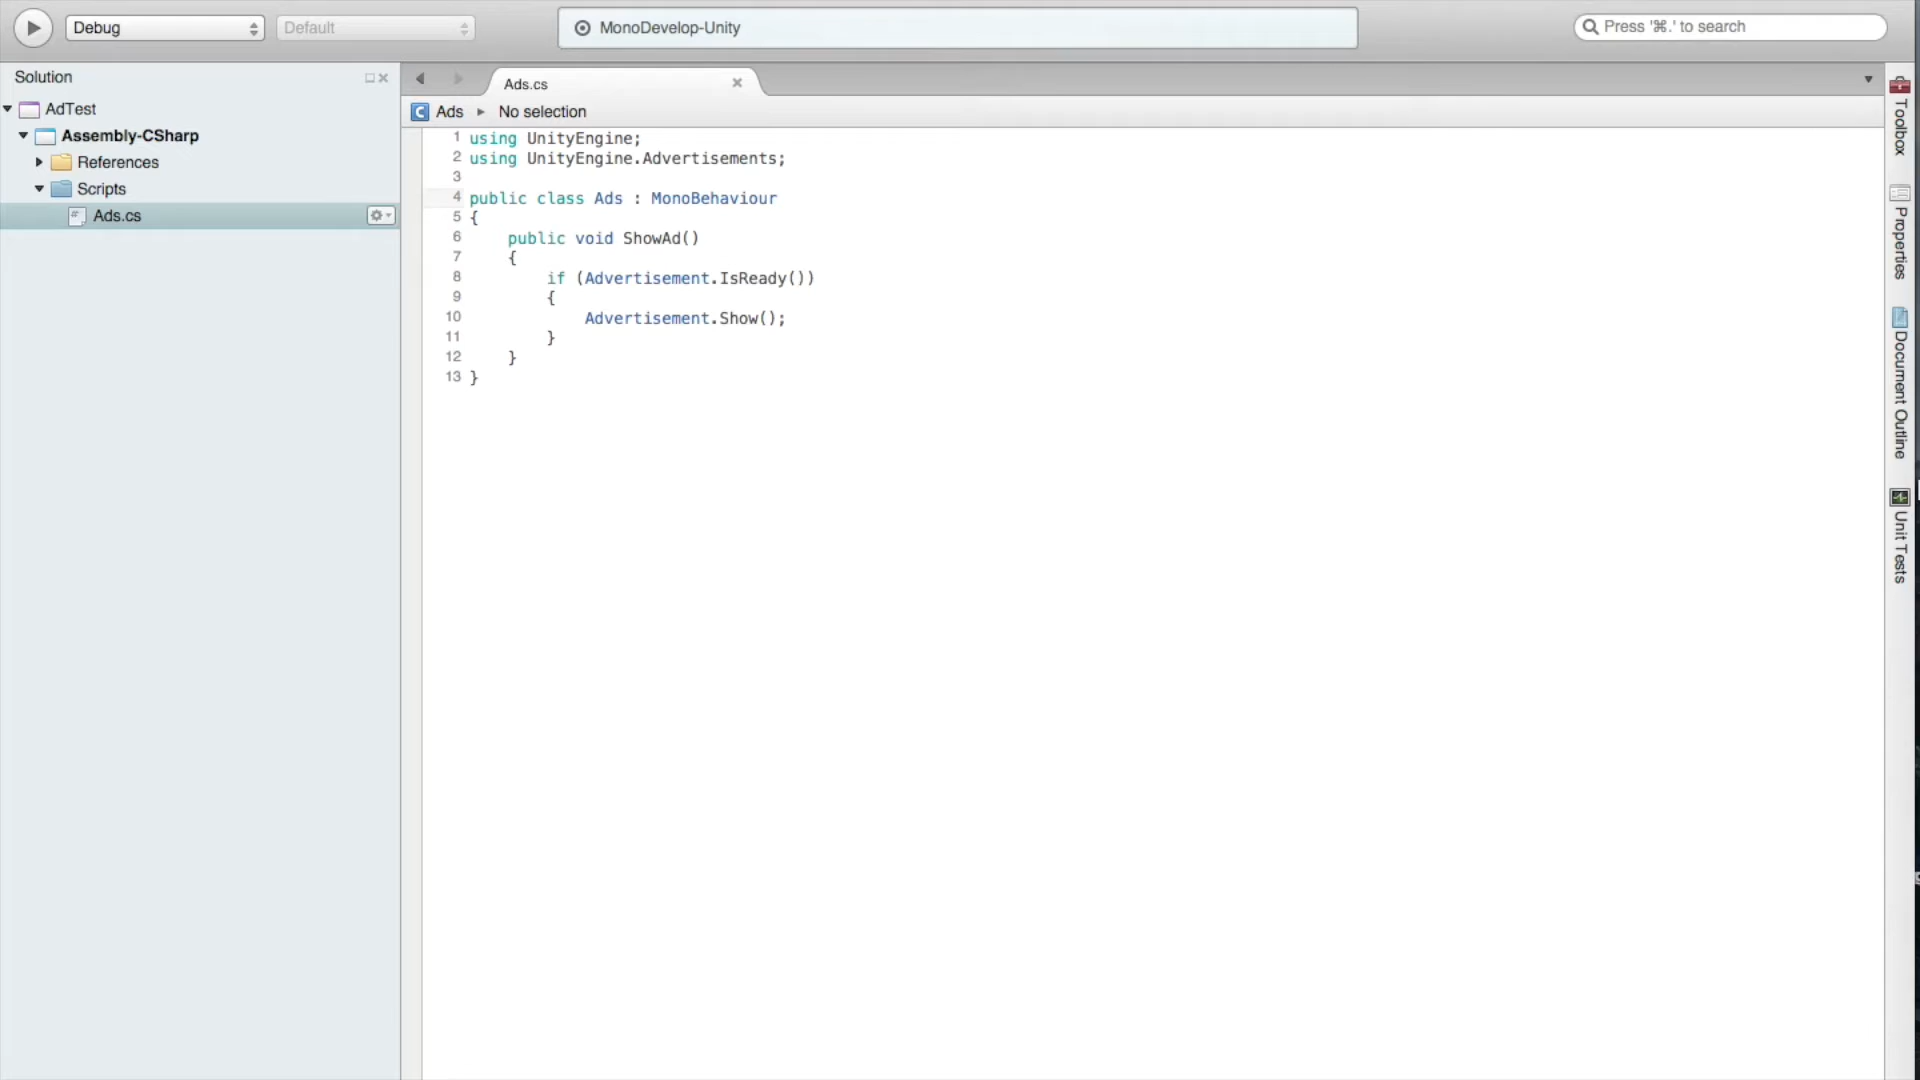 Debug
Default
MonoDevelop-Unity
Press '⌘.' to search
Solution
AdTest
Assembly-CSharp
References
Scripts
Ads.cs
Ads.cs
Ads
No selection
1 using UnityEngine;
2 using UnityEngine.Advertisements;
3
4 public class Ads : MonoBehaviour
5 {
6     public void ShowAd()
7     {
8         if (Advertisement.IsReady())
9         {
10             Advertisement.Show();
11         }
12     }
13 }
Toolbox
Properties
Document Outline
Unit Tests